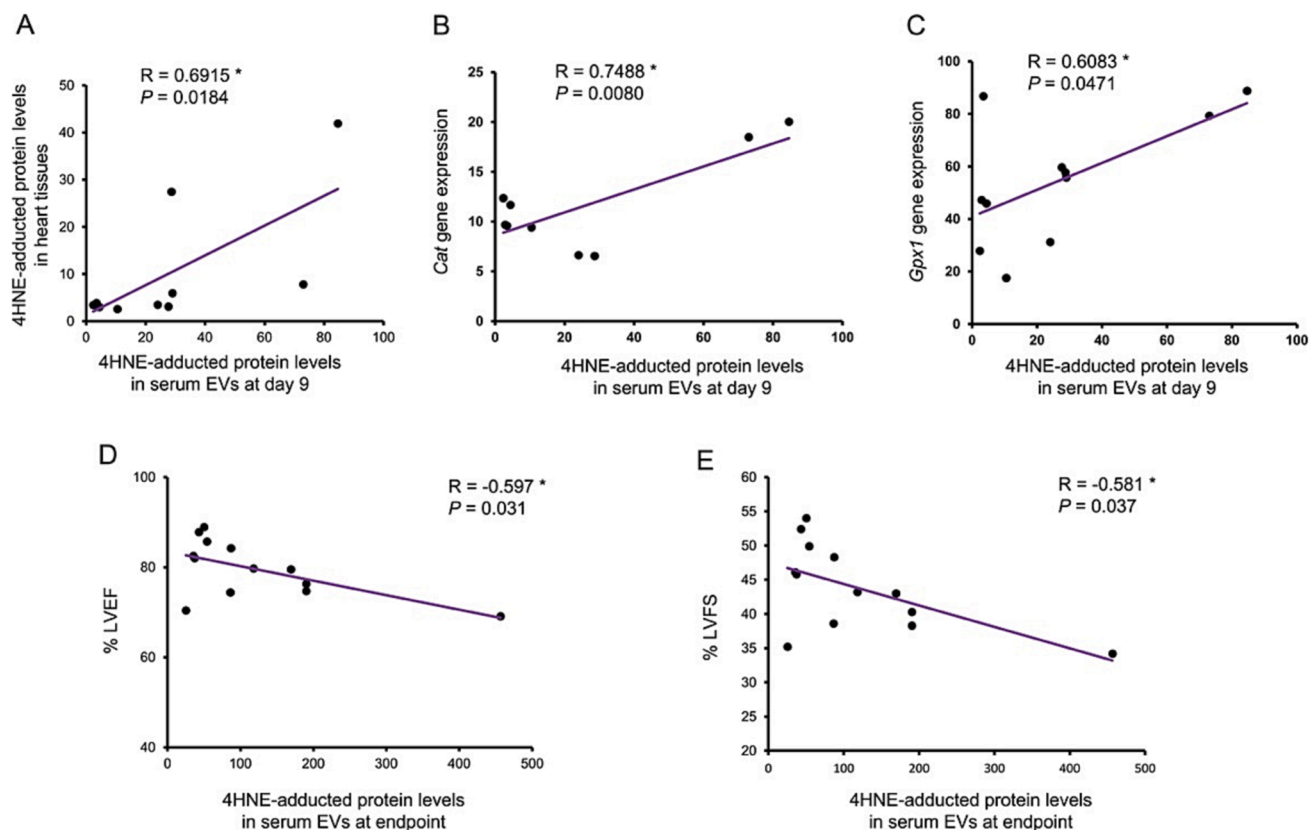 A
R = 0.6915 *
P = 0.0184
4HNE-adducted protein levels
in heart tissues
50
40
30
20
10
0
0 20 40 60 80 100
4HNE-adducted protein levels
in serum EVs at day 9
B
R = 0.7488 *
P = 0.0080
Cat gene expression
25
20
15
10
5
0
0 20 40 60 80 100
4HNE-adducted protein levels
in serum EVs at day 9
C
R = 0.6083 *
P = 0.0471
Gpx1 gene expression
100
80
60
40
20
0
0 20 40 60 80 100
4HNE-adducted protein levels
in serum EVs at day 9
D
R = -0.597 *
P = 0.031
% LVEF
100
80
60
40
0 100 200 300 400 500
4HNE-adducted protein levels
in serum EVs at endpoint
E
R = -0.581 *
P = 0.037
% LVFS
60
55
50
45
40
35
30
25
20
0 100 200 300 400 500
4HNE-adducted protein levels
in serum EVs at endpoint